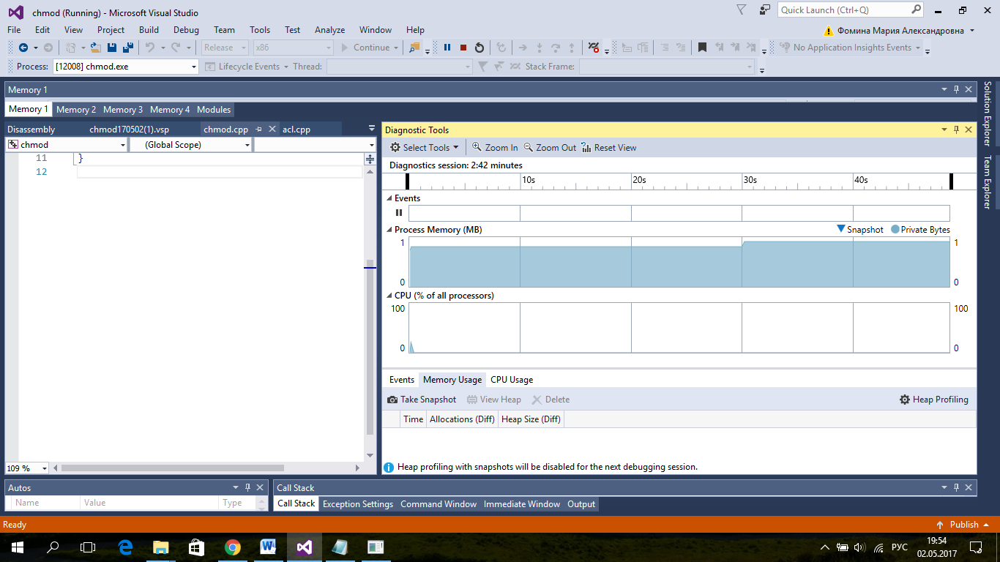 chmod (Running) - Microsoft Visual Studio
Quick Launch (Ctrl+Q)
File Edit View Project Build Debug Team Tools Test Analyze Window Help
Фомина Мария Александровна
Release x86 Continue No Application Insights Events
Process: [12008] chmod.exe Lifecycle Events Thread: Stack Frame:
Memory 1
Memory 1 Memory 2 Memory 3 Memory 4 Modules
Disassembly chmod170502(1).vsp chmod.cpp acl.cpp
chmod (Global Scope)
11 }
12
109 %
Diagnostic Tools
Select Tools Zoom In Zoom Out Reset View
Diagnostics session: 2:42 minutes
10s 20s 30s 40s
Events
Process Memory (MB) Snapshot Private Bytes
1 1
0 0
CPU (% of all processors)
100 100
0 0
Events Memory Usage CPU Usage
Take Snapshot View Heap Delete Heap Profiling
Time Allocations (Diff) Heap Size (Diff)
Heap profiling with snapshots will be disabled for the next debugging session.
Solution Explorer
Team Explorer
Autos
Name Value Type
Call Stack
Call Stack Exception Settings Command Window Immediate Window Output
Ready Publish
РУС
19:54
02.05.2017